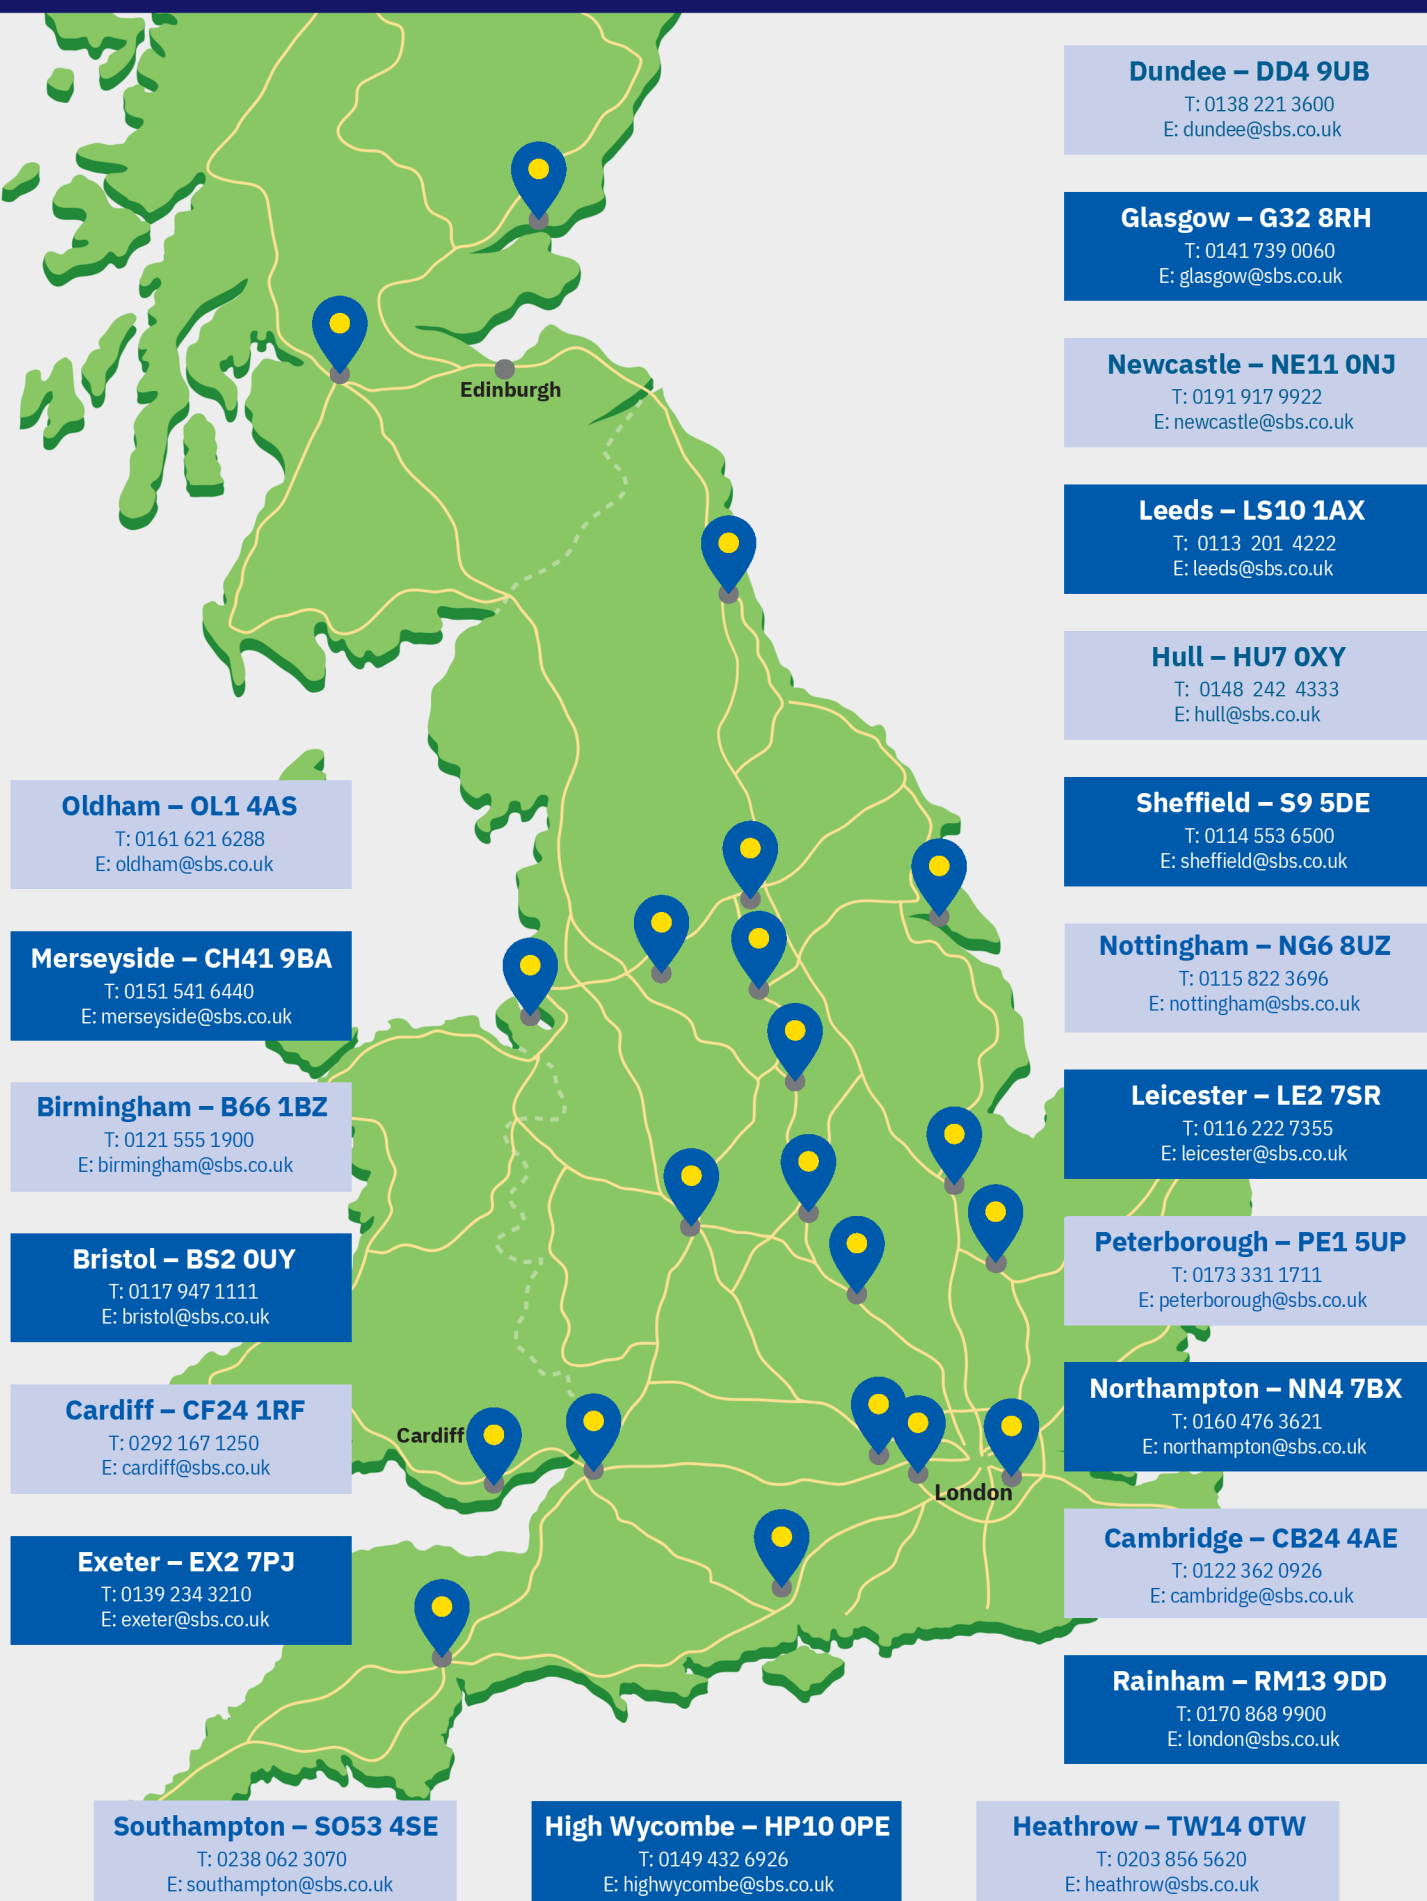 Dundee – DD4 9UB
T: 0138 221 3600
E: dundee@sbs.co.uk
Glasgow – G32 8RH
T: 0141 739 0060
E: glasgow@sbs.co.uk
Newcastle – NE11 0NJ
T: 0191 917 9922
E: newcastle@sbs.co.uk
Leeds – LS10 1AX
T: 0113 201 4222
E: leeds@sbs.co.uk
Hull – HU7 0XY
T: 0148 242 4333
E: hull@sbs.co.uk
Sheffield – S9 5DE
T: 0114 553 6500
E: sheffield@sbs.co.uk
Nottingham – NG6 8UZ
T: 0115 822 3696
E: nottingham@sbs.co.uk
Leicester – LE2 7SR
T: 0116 222 7355
E: leicester@sbs.co.uk
Peterborough – PE1 5UP
T: 0173 331 1711
E: peterborough@sbs.co.uk
Northampton – NN4 7BX
T: 0160 476 3621
E: northampton@sbs.co.uk
Cambridge – CB24 4AE
T: 0122 362 0926
E: cambridge@sbs.co.uk
Rainham – RM13 9DD
T: 0170 868 9900
E: london@sbs.co.uk
Edinburgh
Cardiff
London
Oldham – OL1 4AS
T: 0161 621 6288
E: oldham@sbs.co.uk
Merseyside – CH41 9BA
T: 0151 541 6440
E: merseyside@sbs.co.uk
Birmingham – B66 1BZ
T: 0121 555 1900
E: birmingham@sbs.co.uk
Bristol – BS2 0UY
T: 0117 947 1111
E: bristol@sbs.co.uk
Cardiff – CF24 1RF
T: 0292 167 1250
E: cardiff@sbs.co.uk
Exeter – EX2 7PJ
T: 0139 234 3210
E: exeter@sbs.co.uk
Southampton – SO53 4SE
T: 0238 062 3070
E: southampton@sbs.co.uk
High Wycombe – HP10 0PE
T: 0149 432 6926
E: highwycombe@sbs.co.uk
Heathrow – TW14 0TW
T: 0203 856 5620
E: heathrow@sbs.co.uk